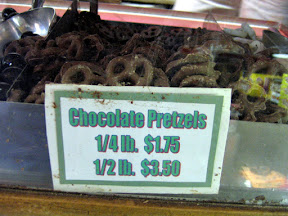 Chocolate Pretzels
1/4 lb. $1.75
1/2 lb. $3.50